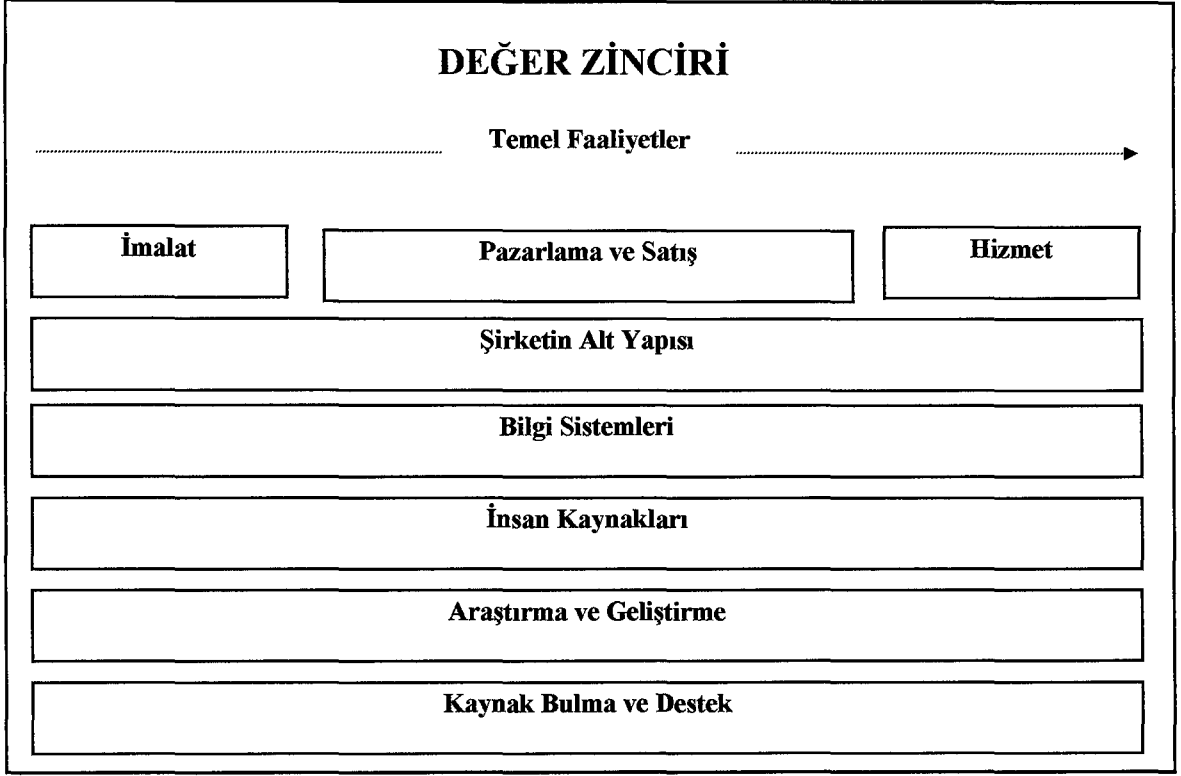 DEĞER ZİNCİRİ
Temel Faaliyetler
İmalat
Pazarlama ve Satış
Hizmet
Şirketin Alt Yapısı
Bilgi Sistemleri
İnsan Kaynakları
Araştırma ve Geliştirme
Kaynak Bulma ve Destek